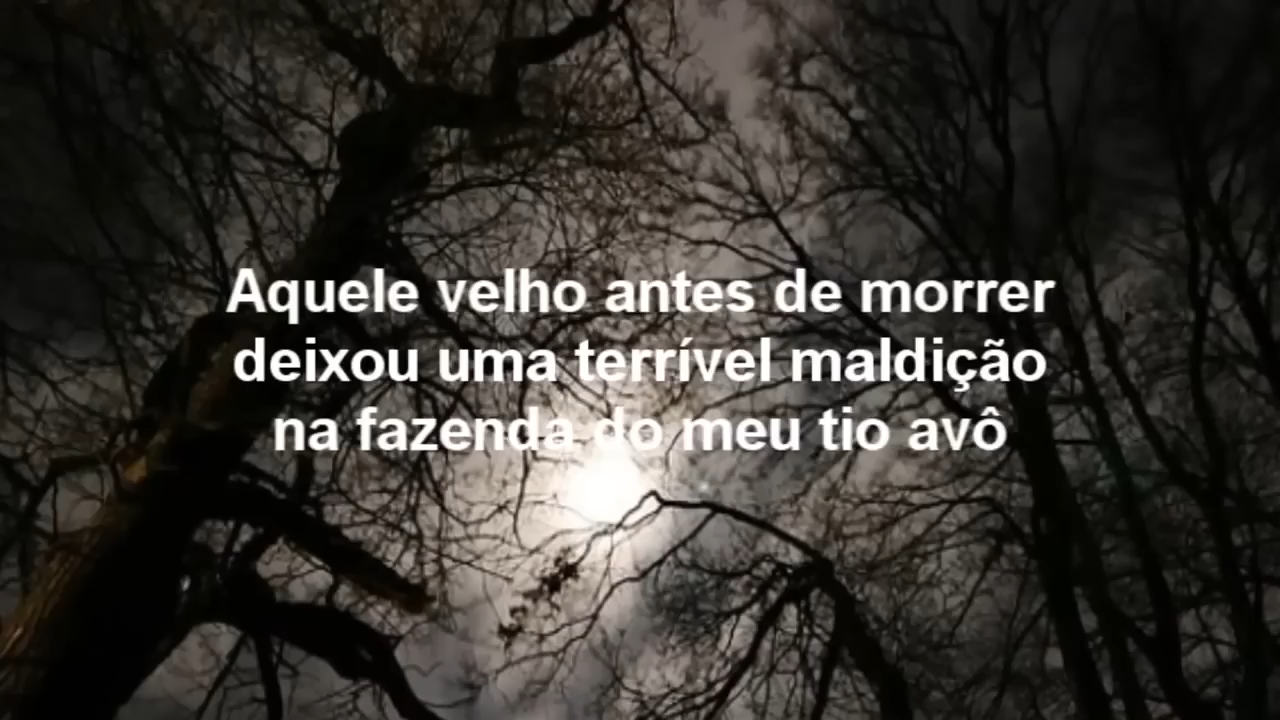 Aquele velho antes de morrer
deixou uma terrível maldição
na fazenda do meu tio avô